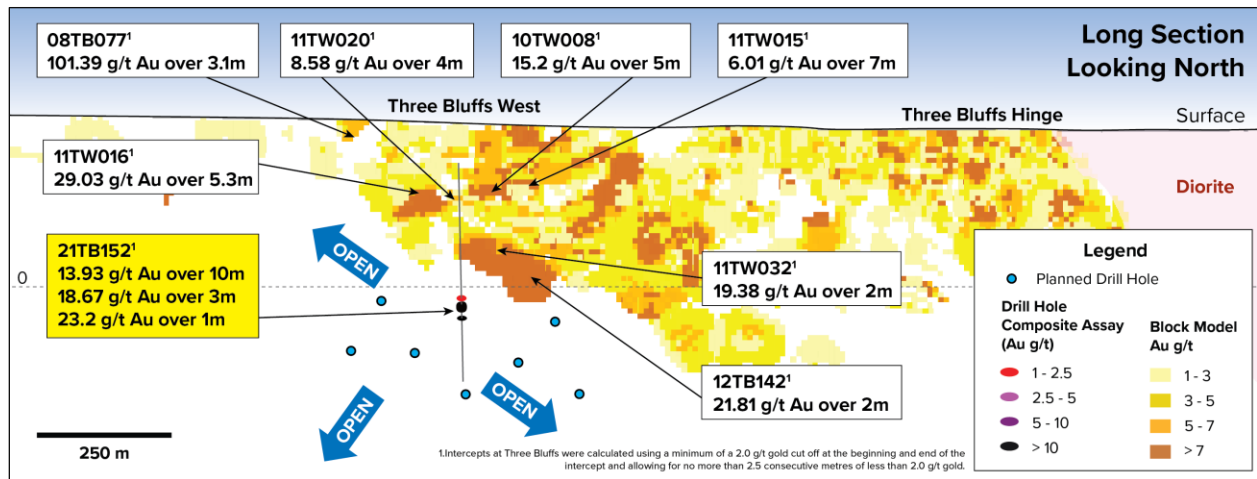 Long Section
Looking North
08TB077¹
101.39 g/t Au over 3.1m
11TW020¹
8.58 g/t Au over 4m
10TW008¹
15.2 g/t Au over 5m
11TW015¹
6.01 g/t Au over 7m
Three Bluffs West
Three Bluffs Hinge
Surface
11TW016¹
29.03 g/t Au over 5.3m
Diorite
21TB152¹
13.93 g/t Au over 10m
18.67 g/t Au over 3m
23.2 g/t Au over 1m
OPEN
0
11TW032¹
19.38 g/t Au over 2m
12TB142¹
21.81 g/t Au over 2m
OPEN
OPEN
250 m
Legend
Planned Drill Hole
Drill Hole
Composite Assay
(Au g/t)
1 - 2.5
2.5 - 5
5 - 10
> 10
Block Model
Au g/t
1 - 3
3 - 5
5 - 7
> 7
1.Intercepts at Three Bluffs were calculated using a minimum of a 2.0 g/t gold cut off at the beginning and end of the
intercept and allowing for no more than 2.5 consecutive metres of less than 2.0 g/t gold.